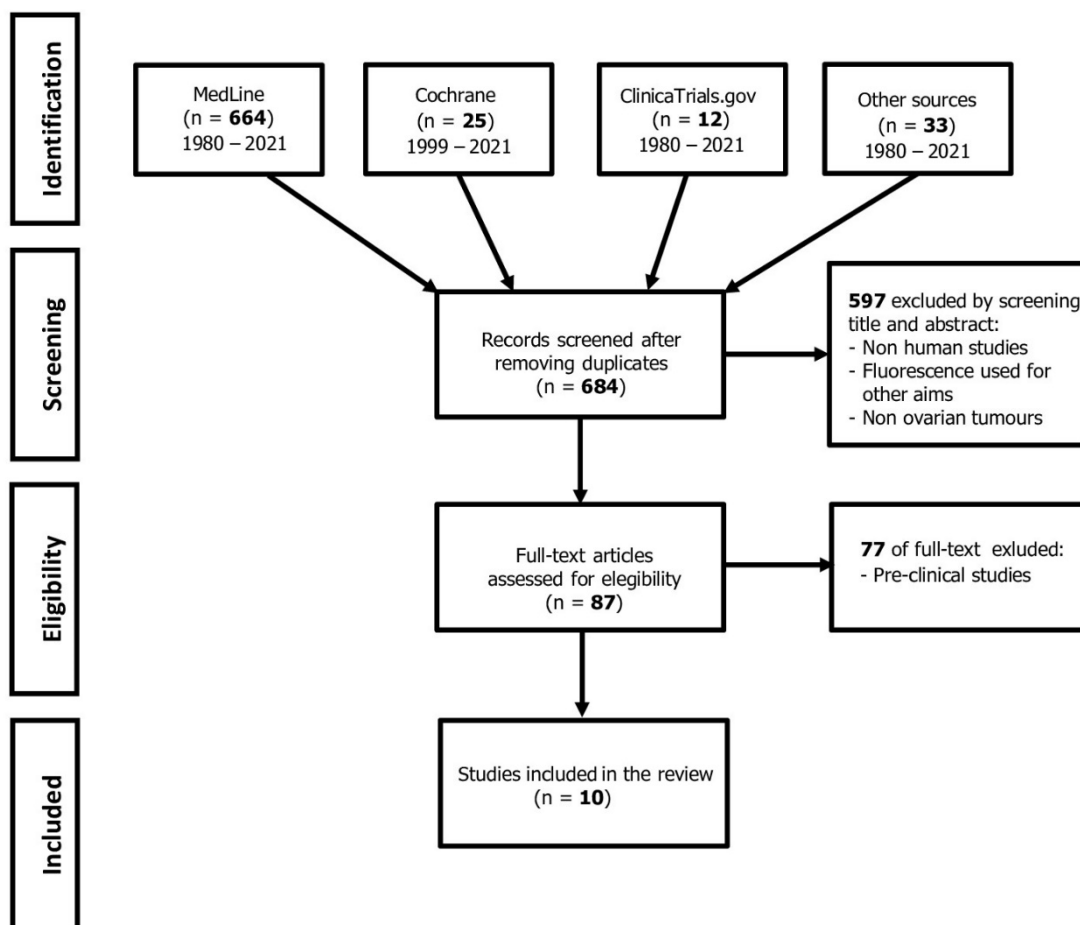 Identification
MedLine
(n = 664)
1980 – 2021
Cochrane
(n = 25)
1999 – 2021
ClinicaTrials.gov
(n = 12)
1980 – 2021
Other sources
(n = 33)
1980 – 2021
Screening
Records screened after
removing duplicates
(n = 684)
597 excluded by screening
title and abstract:
- Non human studies
- Fluorescence used for
other aims
- Non ovarian tumours
Eligibility
Full-text articles
assessed for elegibility
(n = 87)
77 of full-text exluded:
- Pre-clinical studies
Included
Studies included in the review
(n = 10)